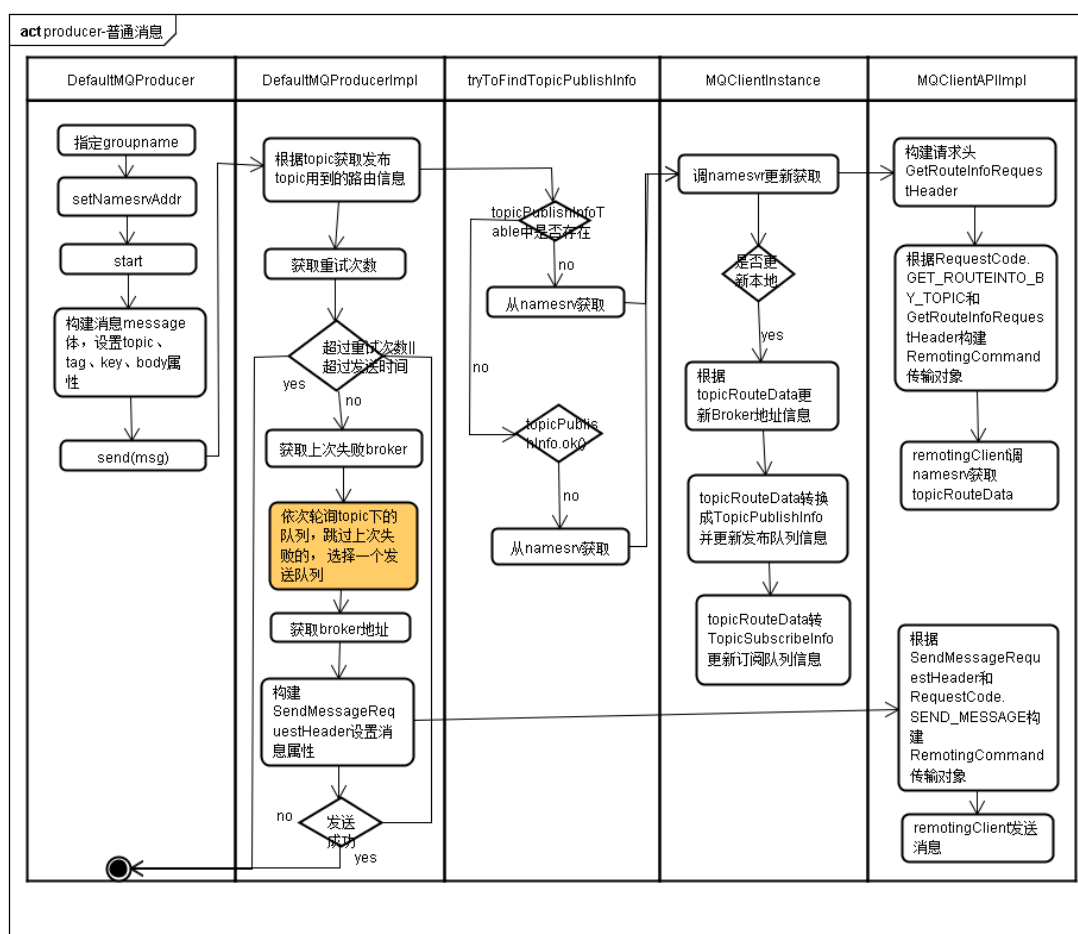 act producer-普通消息
DefaultMQProducer
DefaultMQProducerImpl
tryToFindTopicPublishInfo
MQClientInstance
MQClientAPIImpl
指定groupname
setNamesrvAddr
start
构建消息message
体，设置topic、
tag、key、body属
性
send(msg)
根据topic获取发布
topic用到的路由信息
获取重试次数
超过重试次数||
超过发送时间
yes
no
获取上次失败broker
依次轮询topic下的
队列，跳过上次失
败的， 选择一个发
送队列
获取broker地址
构建
SendMessageReq
uestHeader设置消
息属性
no
发送
成功
yes
topicPublishInfoT
able中是否存在
no
从namesrv获取
no
topicPublis
hInfo.ok()
no
从namesrv获取
调namesvr更新获取
是否更
新本地
yes
根据
topicRouteData更
新Broker地址信息
topicRouteData转换
成TopicPublishInfo
并更新发布队列信息
topicRouteData转
TopicSubscribeInfo
更新订阅队列信息
构建请求头
GetRouteInfoReques
tHeader
根据RequestCode.
GET_ROUTEINTO_B
Y_TOPIC和
GetRouteInfoReques
tHeader构建
RemotingCommand
传输对象
remotingClient调
namesrv获取
topicRouteData
根据
SendMessageRequ
estHeader和
RequestCode.
SEND_MESSAGE构
建
RemotingCommand
传输对象
remotingClient发送
消息